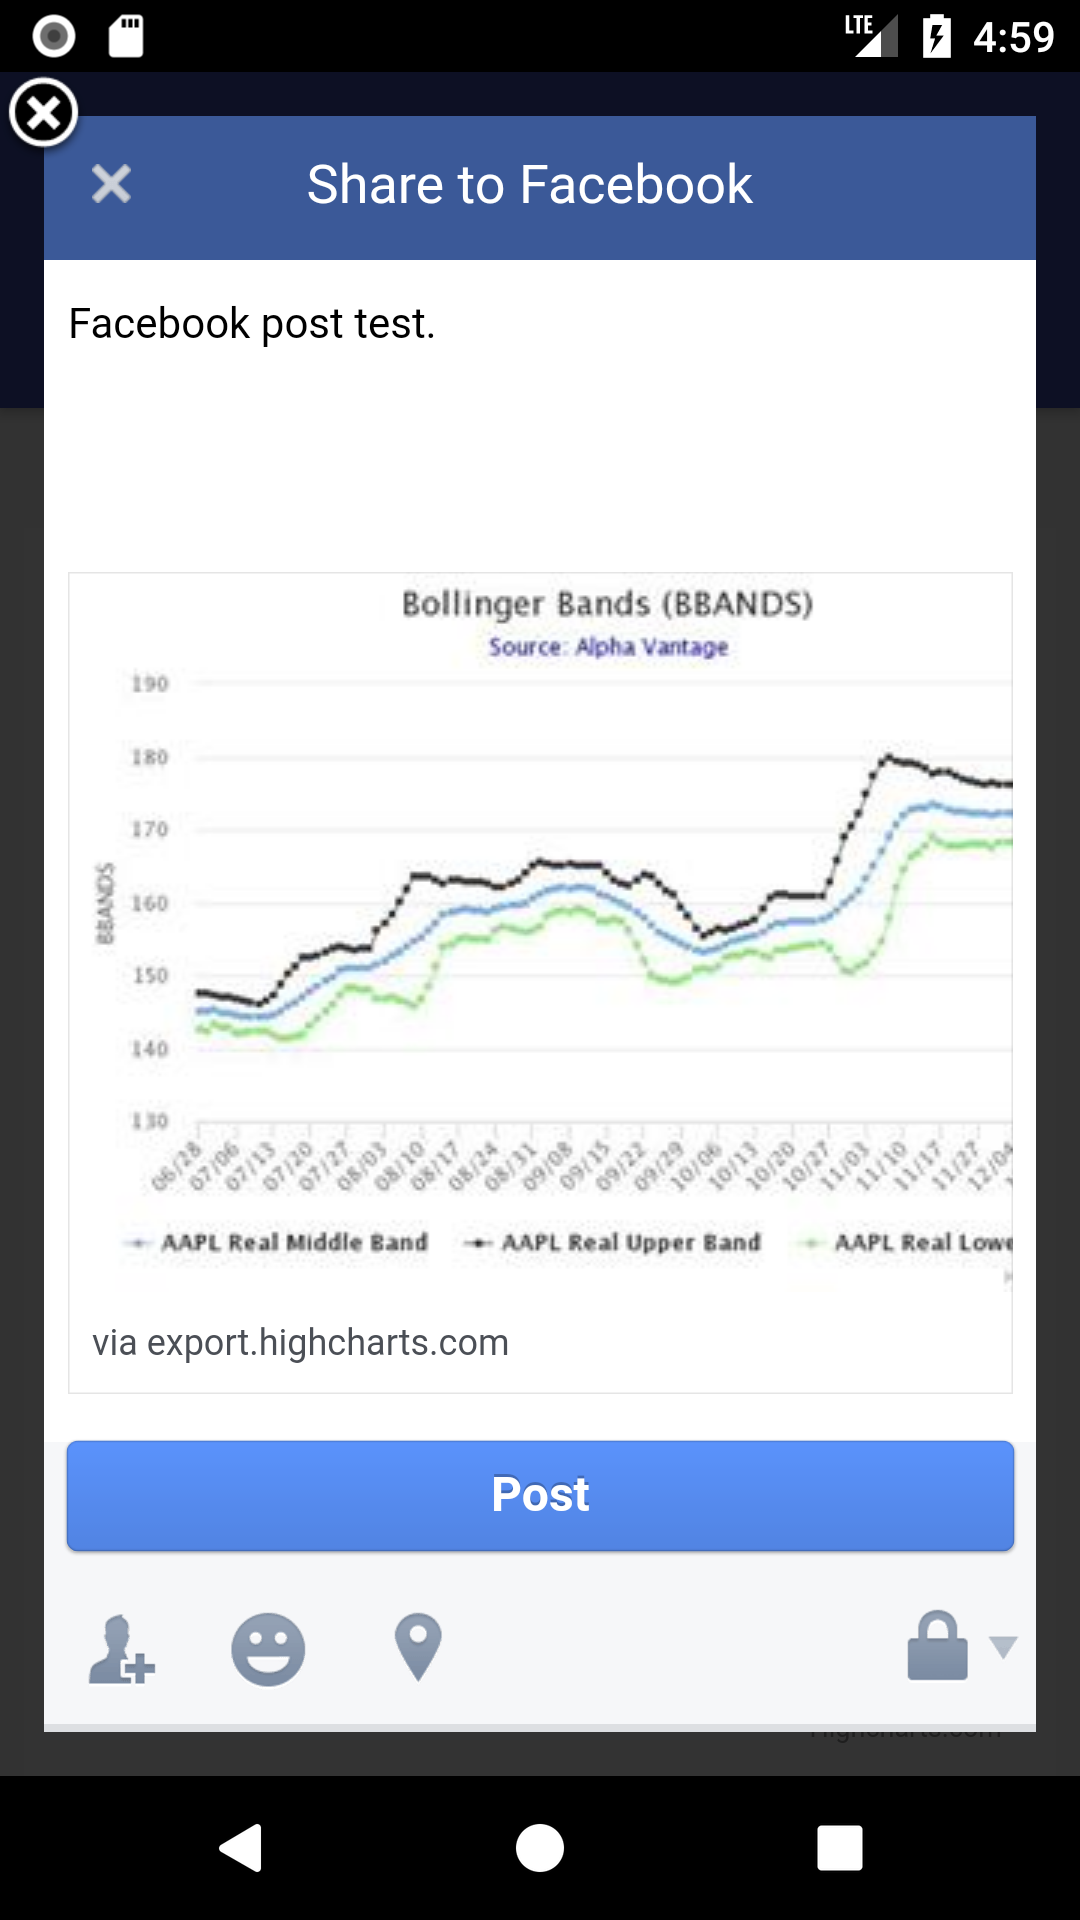 LTE 4:59
Share to Facebook
Facebook post test.
Bollinger Bands (BBANDS)
Source: Alpha Vantage
190
180
170
160
150
140
130
BBANDS
06/28 07/06 07/13 07/20 07/27 08/03 08/10 08/17 08/24 08/31 09/08 09/15 09/22 09/29 10/06 10/13 10/20 10/27 11/03 11/10 11/17 11/27 12/04
AAPL Real Middle Band AAPL Real Upper Band AAPL Real Lowe
via export.highcharts.com
Post
Highcharts.com